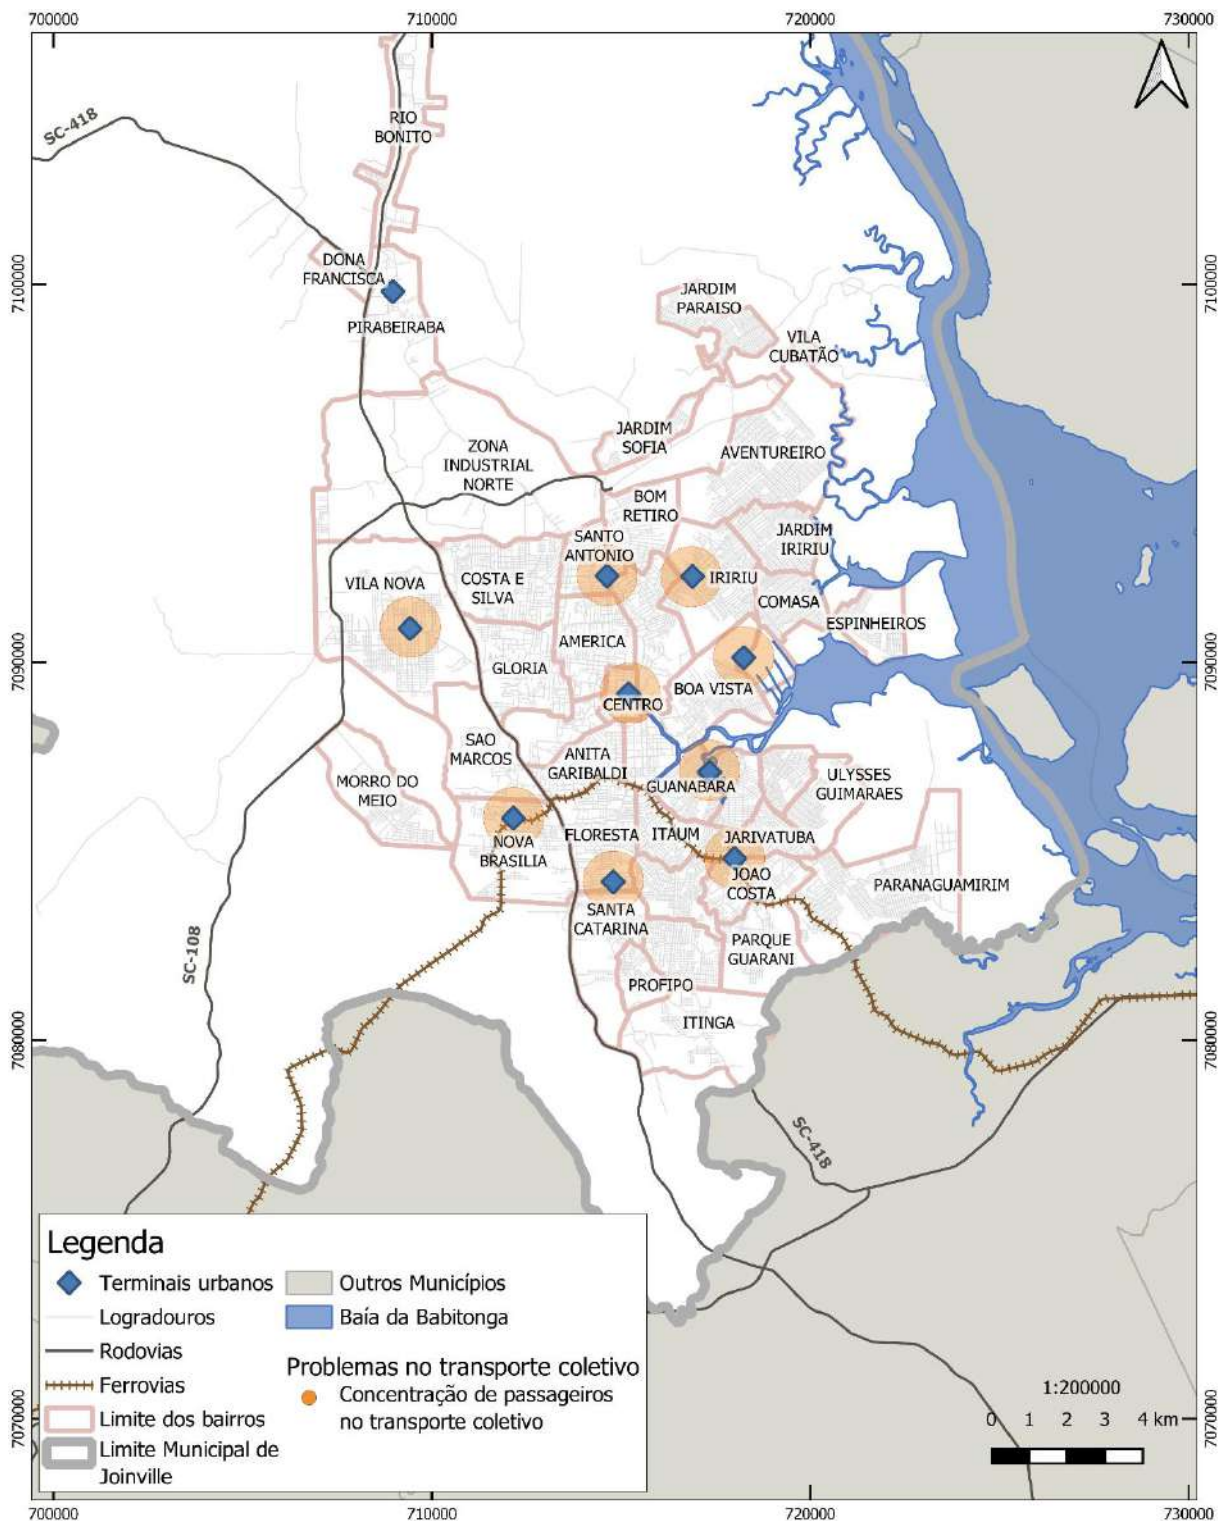 700000
710000
720000
730000
SC-418
RIO
BONITO
DONA
FRANCISCA
PIRABEIRABA
7100000
7100000
JARDIM
PARAISO
VILA
CUBATÃO
JARDIM
SOFIA
ZONA
INDUSTRIAL
NORTE
AVENTUREIRO
BOM
RETIRO
SANTO
ANTONIO
JARDIM
IRIRIU
VILA NOVA
COSTA E
SILVA
IRIRIU
COMASA
ESPINHEIROS
AMERICA
GLORIA
7090000
7090000
BOA VISTA
CENTRO
SAO
MARCOS
ANITA
GARIBALDI
MORRO DO
MEIO
GUANABARA
ULYSSES
GUIMARAES
NOVA
BRASILIA
FLORESTA
ITAUM
JARIVATUBA
JOAO
COSTA
PARANAGUAMIRIM
SANTA
CATARINA
SC-108
PARQUE
GUARANI
PROFIPO
ITINGA
7080000
7080000
SC-418
Legenda
Terminais urbanos
Logradouros
Rodovias
Ferrovias
Limite dos bairros
Limite Municipal de
Joinville
Outros Municípios
Baía da Babitonga
Problemas no transporte coletivo
Concentração de passageiros
no transporte coletivo
1:200000
0 1 2 3 4 km
7070000
7070000
700000
710000
720000
730000